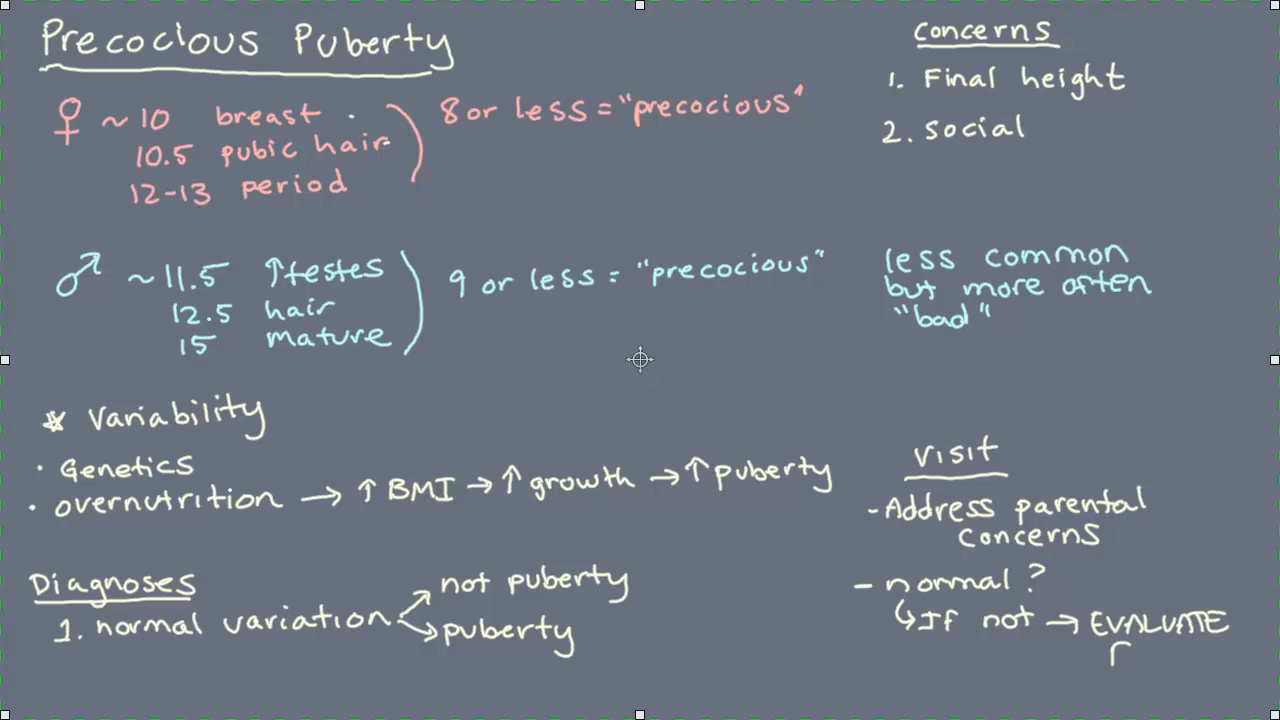 Precocious Puberty
♀ ~ 10 breast
10.5 pubic hair
12-13 period
8 or less = "precocious"
Concerns
1. Final height
2. social
♂ ~ 11.5 ↑testes
12.5 hair
15 mature
9 or less = "precocious"
less common
but more often
"bad"
* Variability
• Genetics
• overnutrition → ↑ BMI → ↑ growth → ↑ puberty
Diagnoses
1. normal variation
not puberty
puberty
Visit
- Address parental
concerns
- normal?
↳ If not → EVALUATE